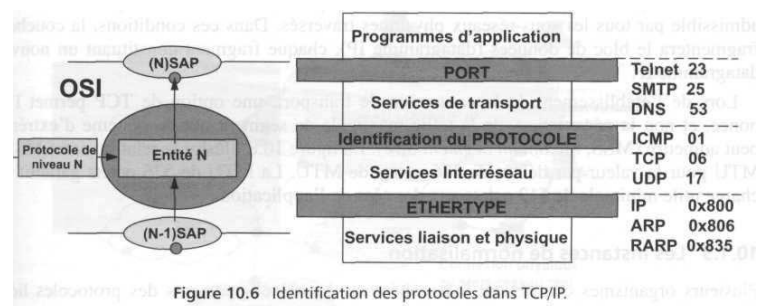 (N)SAP
OSI
Protocole de
niveau N
Entité N
(N-1)SAP
Programmes d'application
PORT
Telnet 23
SMTP 25
DNS 53
Services de transport
Identification du PROTOCOLE
TCP 06
UDP 17
Services Interréseau
ETHERTYPE
IP 0x800
ARP 0x806
RARP 0x835
Services liaison et physique
Figure 10.6 Identification des protocoles dans TCP/IP.